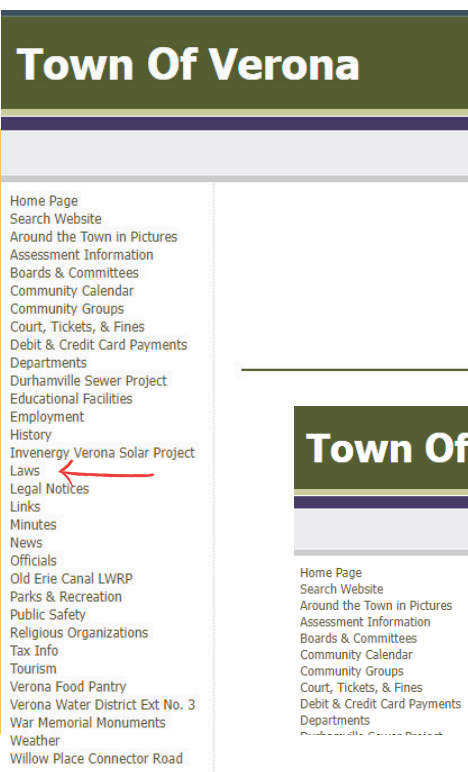 Town Of Verona
Home Page
Search Website
Around the Town in Pictures
Assessment Information
Boards & Committees
Community Calendar
Community Groups
Court, Tickets, & Fines
Debit & Credit Card Payments
Departments
Durhamville Sewer Project
Educational Facilities
Employment
History
Invenergy Verona Solar Project
Laws
Legal Notices
Links
Minutes
News
Officials
Old Erie Canal LWRP
Parks & Recreation
Public Safety
Religious Organizations
Tax Info
Tourism
Verona Food Pantry
Verona Water District Ext No. 3
War Memorial Monuments
Weather
Willow Place Connector Road
Town Of
Home Page
Search Website
Around the Town in Pictures
Assessment Information
Boards & Committees
Community Calendar
Community Groups
Court, Tickets, & Fines
Debit & Credit Card Payments
Departments